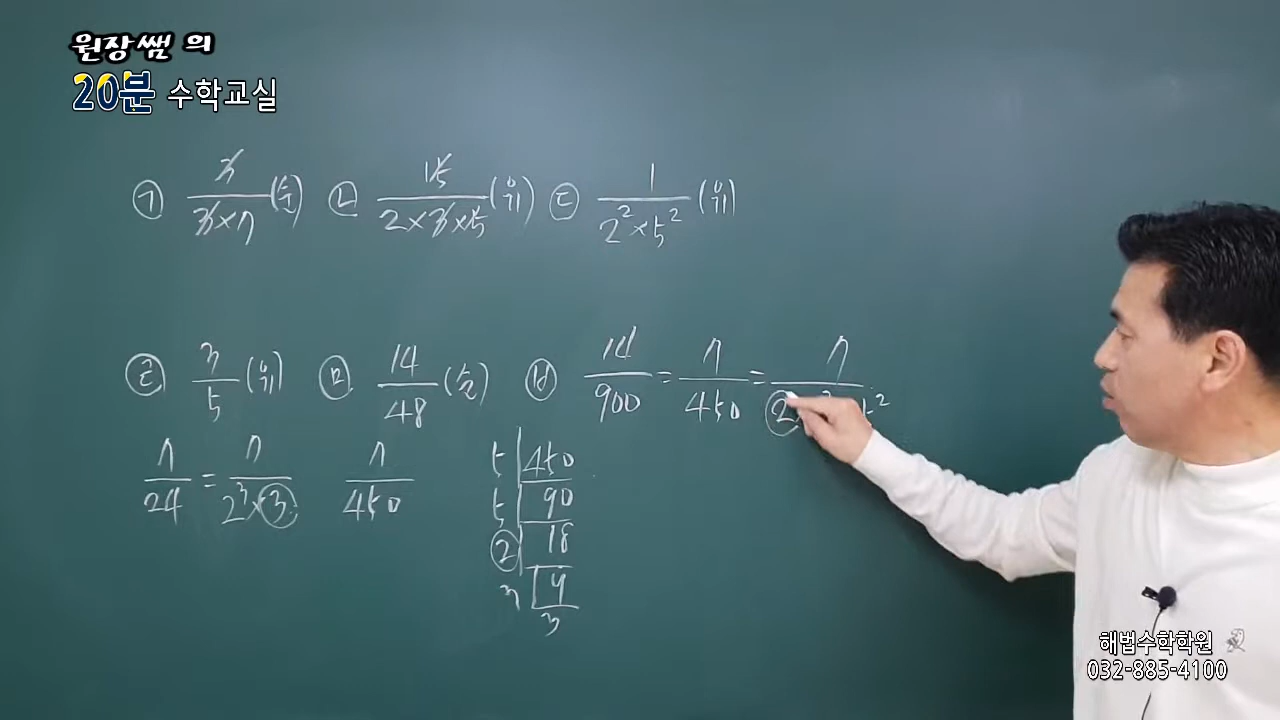 원장쌤 의
20분 수학교실
㉠ 3/(3×7) (순) ㉡ 15/(2×3×5) (유) ㉢ 1/(2²×5²) (유)
㉣ 3/5 (유) ㉤ 14/48 (순) ㉥ 14/900 = 7/450 = 7/(2 5²)
7/24 = 7/(2³×3) 7/450
5 450
5 90
2 18
3 9
3
해법수학학원
032-885-4100